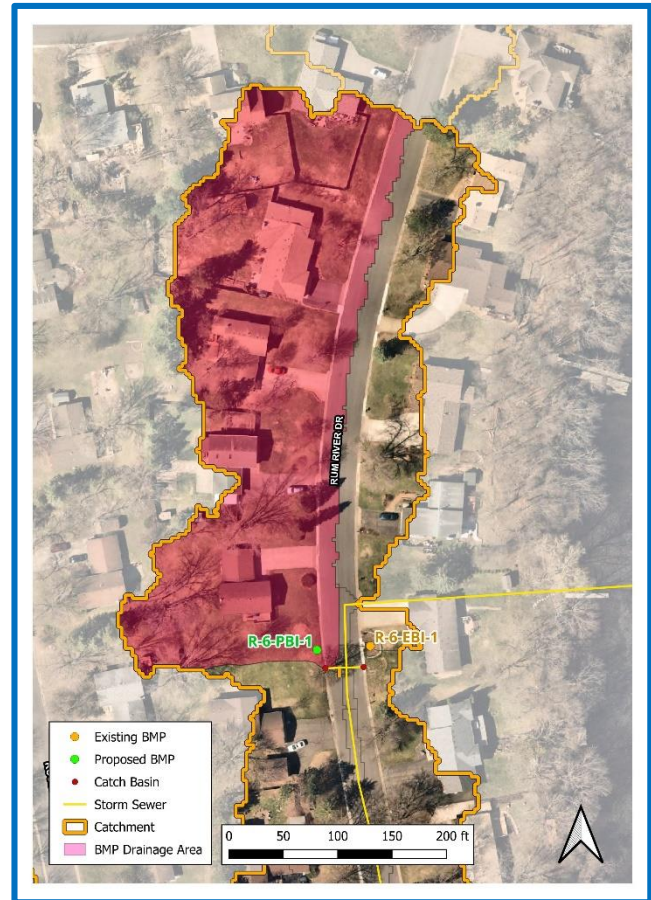 RUM RIVER DR
R-6-PBI-1
R-6-EBI-1
Existing BMP
Proposed BMP
Catch Basin
Storm Sewer
Catchment
BMP Drainage Area
0 50 100 150 200 ft